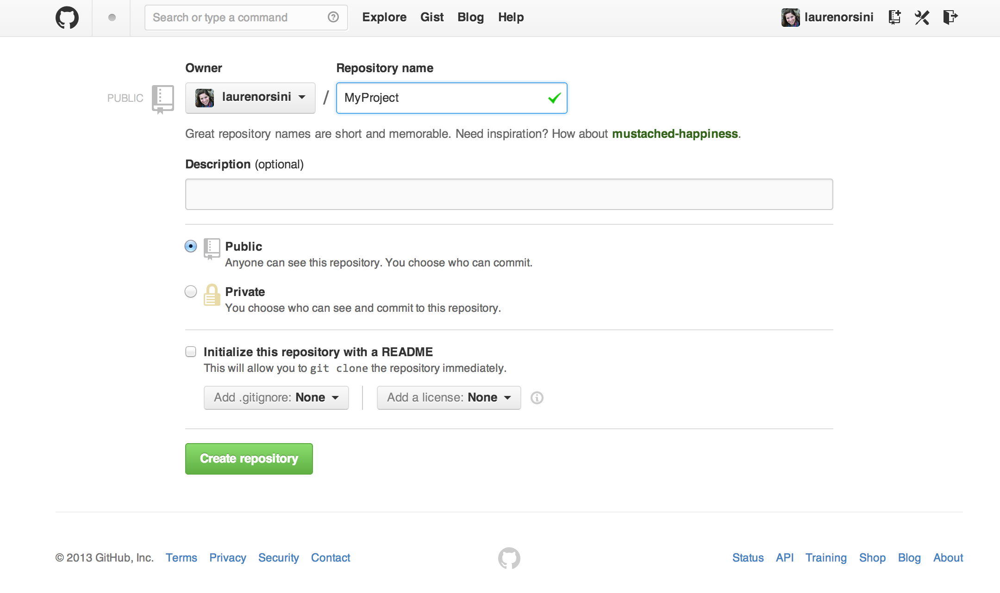 Search or type a command
Explore Gist Blog Help
laurenorsini
Owner
Repository name
PUBLIC
laurenorsini
/
MyProject
Great repository names are short and memorable. Need inspiration? How about mustached-happiness.
Description (optional)
Public
Anyone can see this repository. You choose who can commit.
Private
You choose who can see and commit to this repository.
Initialize this repository with a README
This will allow you to git clone the repository immediately.
Add .gitignore: None
Add a license: None
Create repository
© 2013 GitHub, Inc. Terms Privacy Security Contact
Status API Training Shop Blog About